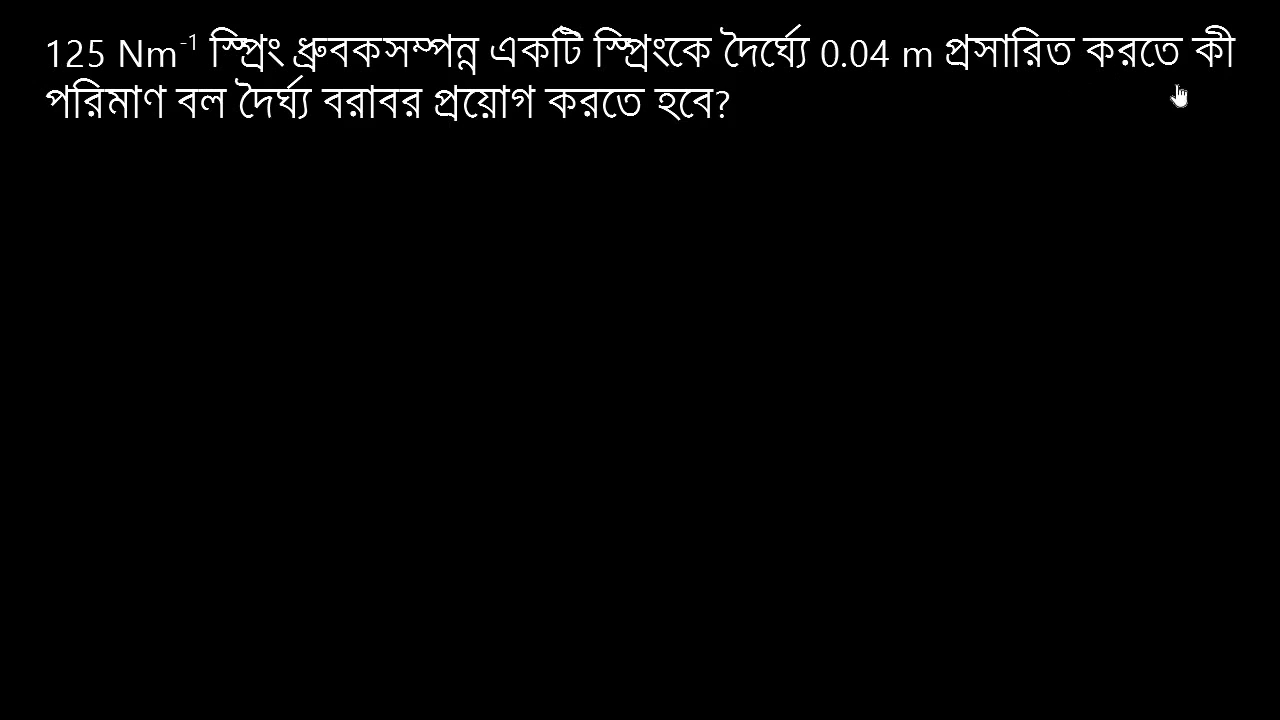 125 Nm⁻¹ স্প্রিং ধ্রুবকসম্পন্ন একটি স্প্রিংকে দৈর্ঘ্যে 0.04 m প্রসারিত করতে কী
পরিমাণ বল দৈর্ঘ্য বরাবর প্রয়োগ করতে হবে?